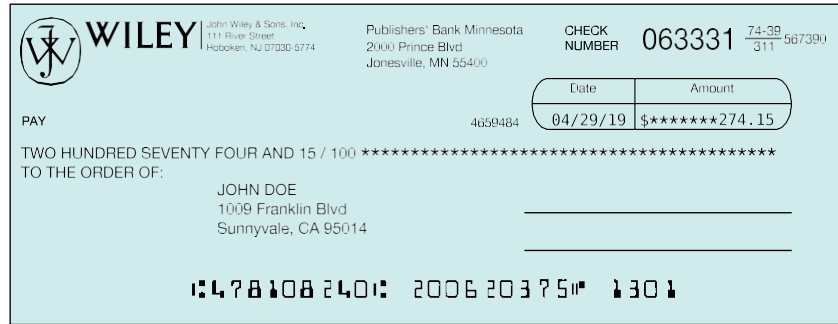 WILEY
John Wiley & Sons, Inc.
111 River Street
Hoboken, NJ 07030-5774
Publishers' Bank Minnesota
2000 Prince Blvd
Jonesville, MN 55400
CHECK NUMBER 063331 74-39/311 567390
Date Amount
PAY 4659484 04/29/19 $*******274.15
TWO HUNDRED SEVENTY FOUR AND 15 / 100 ******************************************
TO THE ORDER OF:
JOHN DOE
1009 Franklin Blvd
Sunnyvale, CA 95014
⑆478108240⑆ 200620375⑈ 1301